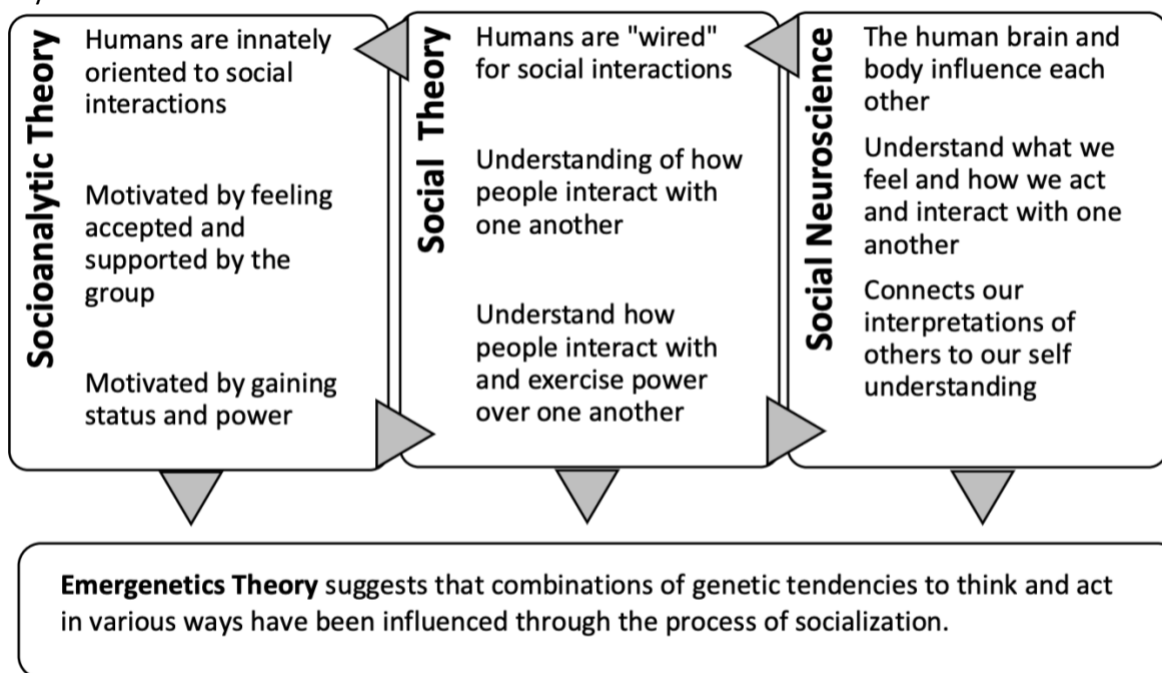 Socioanalytic Theory
Humans are innately
oriented to social
interactions
Motivated by feeling
accepted and
supported by the
group
Motivated by gaining
status and power
Social Theory
Humans are "wired"
for social interactions
Understanding of how
people interact with
one another
Understand how
people interact with
and exercise power
over one another
Social Neuroscience
The human brain and
body influence each
other
Understand what we
feel and how we act
and interact with one
another
Connects our
interpretations of
others to our self
understanding
Emergenetics Theory suggests that combinations of genetic tendencies to think and act
in various ways have been influenced through the process of socialization.